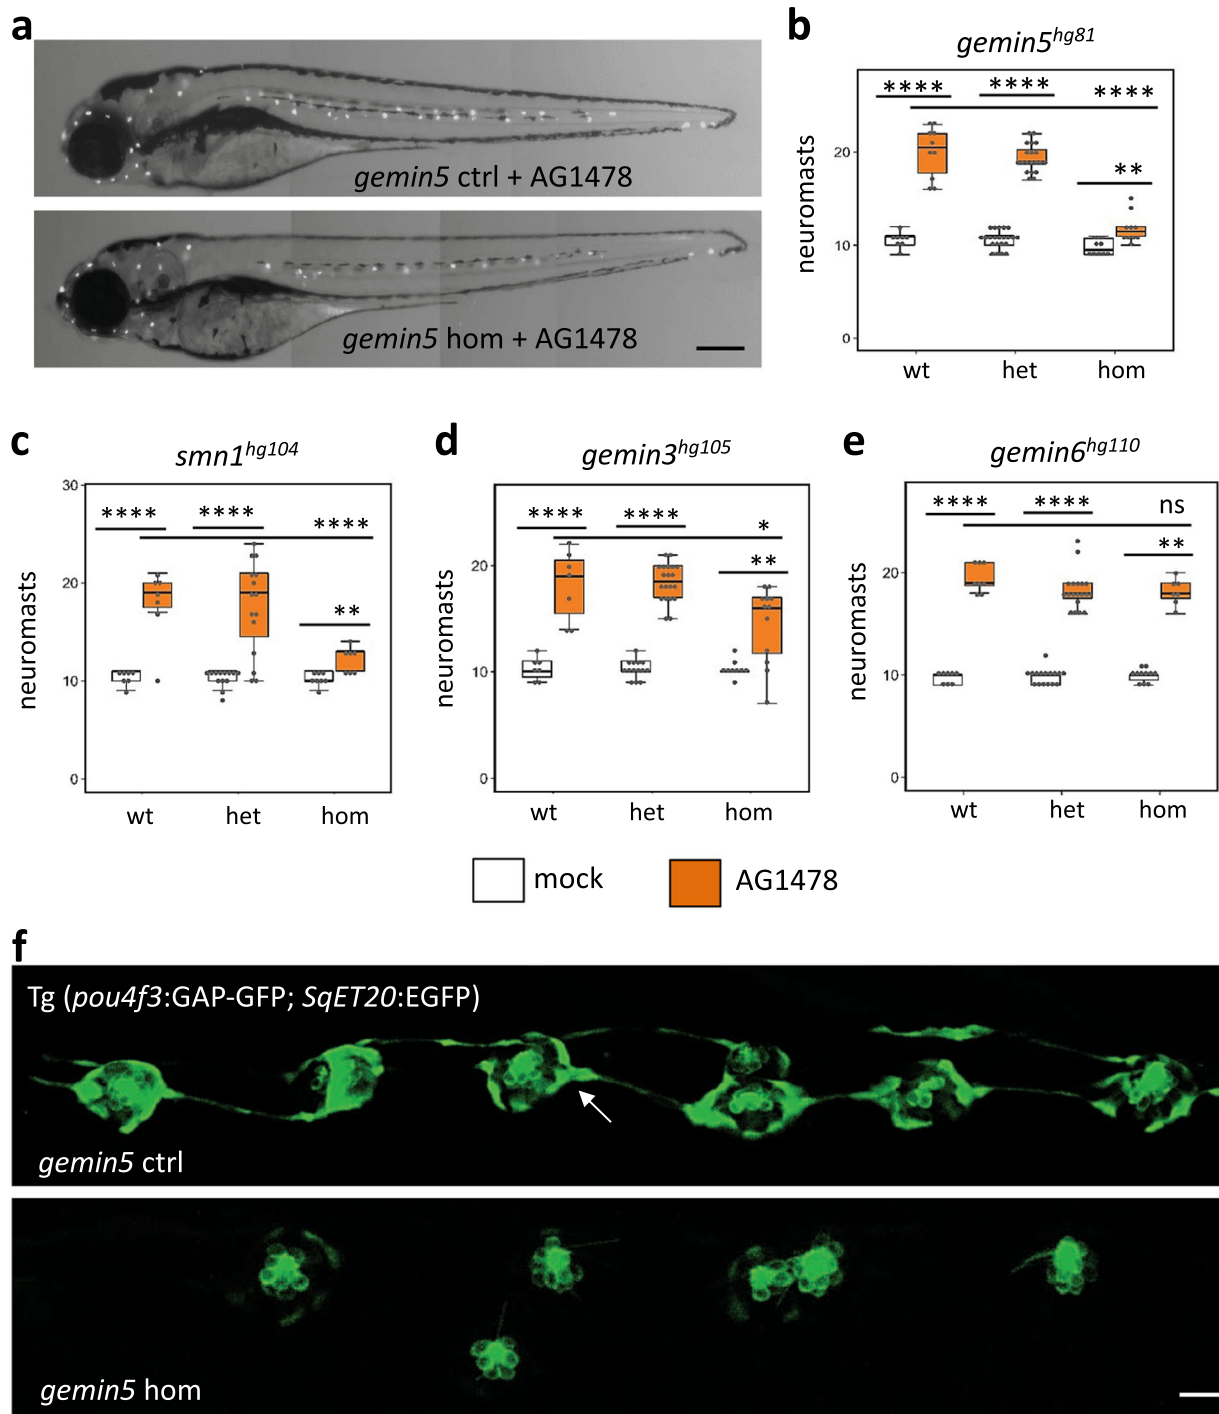 a
gemin5 ctrl + AG1478
gemin5 hom + AG1478
b
gemin5hg81
**** **** ****
**
neuromasts
20
10
0
wt het hom
c
smn1hg104
**** **** ****
**
neuromasts
30
20
10
0
wt het hom
d
gemin3hg105
**** **** *
**
neuromasts
20
10
0
wt het hom
e
gemin6hg110
**** **** ns
**
neuromasts
20
10
0
wt het hom
mock AG1478
f
Tg (pou4f3:GAP-GFP; SqET20:EGFP)
gemin5 ctrl
gemin5 hom